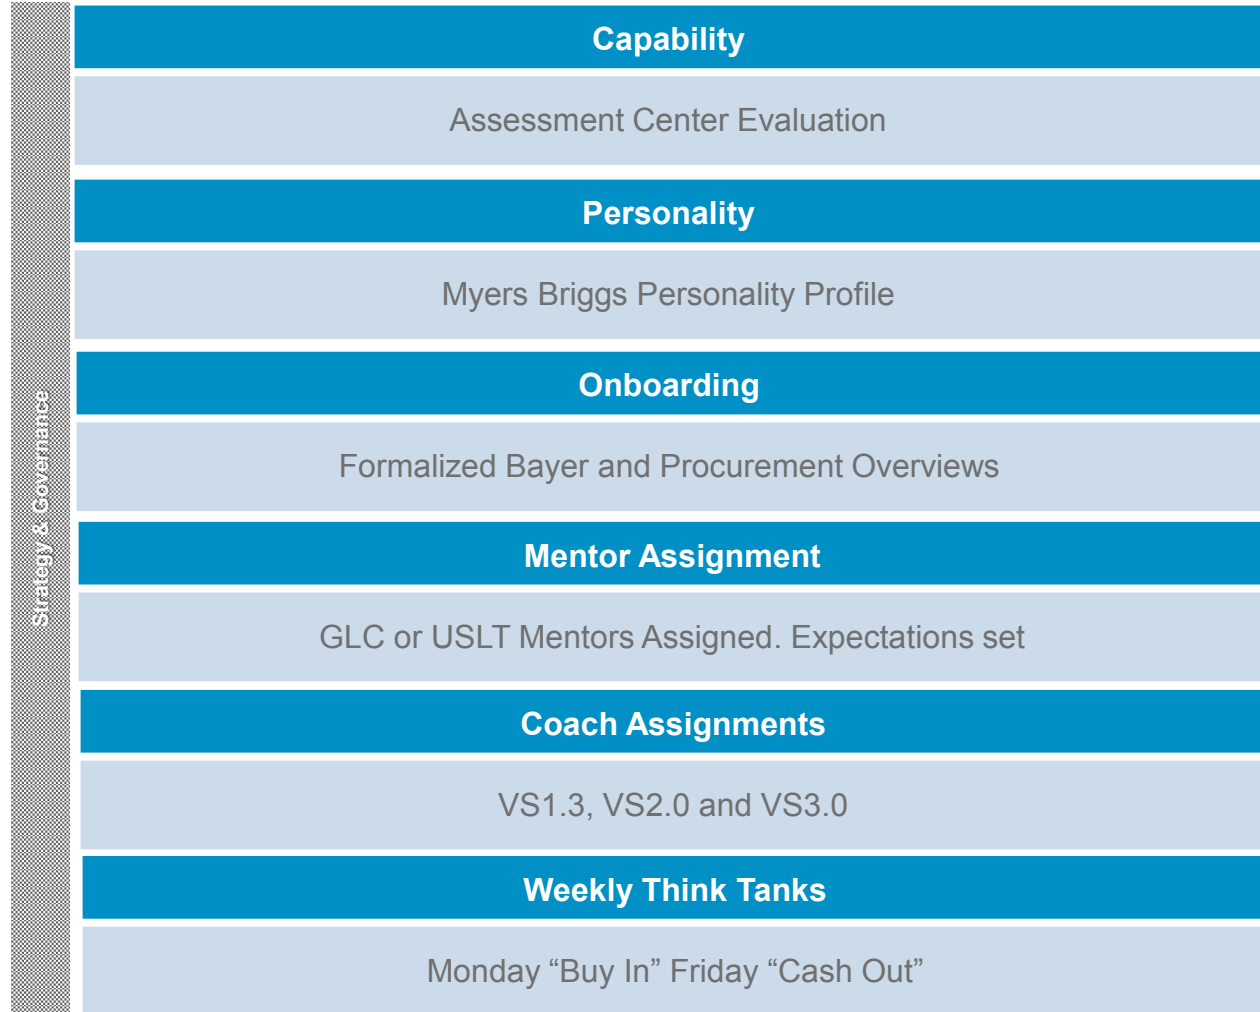 Capability
Assessment Center Evaluation
Personality
Myers Briggs Personality Profile
Onboarding
Formalized Bayer and Procurement Overviews
Mentor Assignment
GLC or USLT Mentors Assigned. Expectations set
Coach Assignments
VS1.3, VS2.0 and VS3.0
Weekly Think Tanks
Monday “Buy In” Friday “Cash Out”
Strategy & Governance